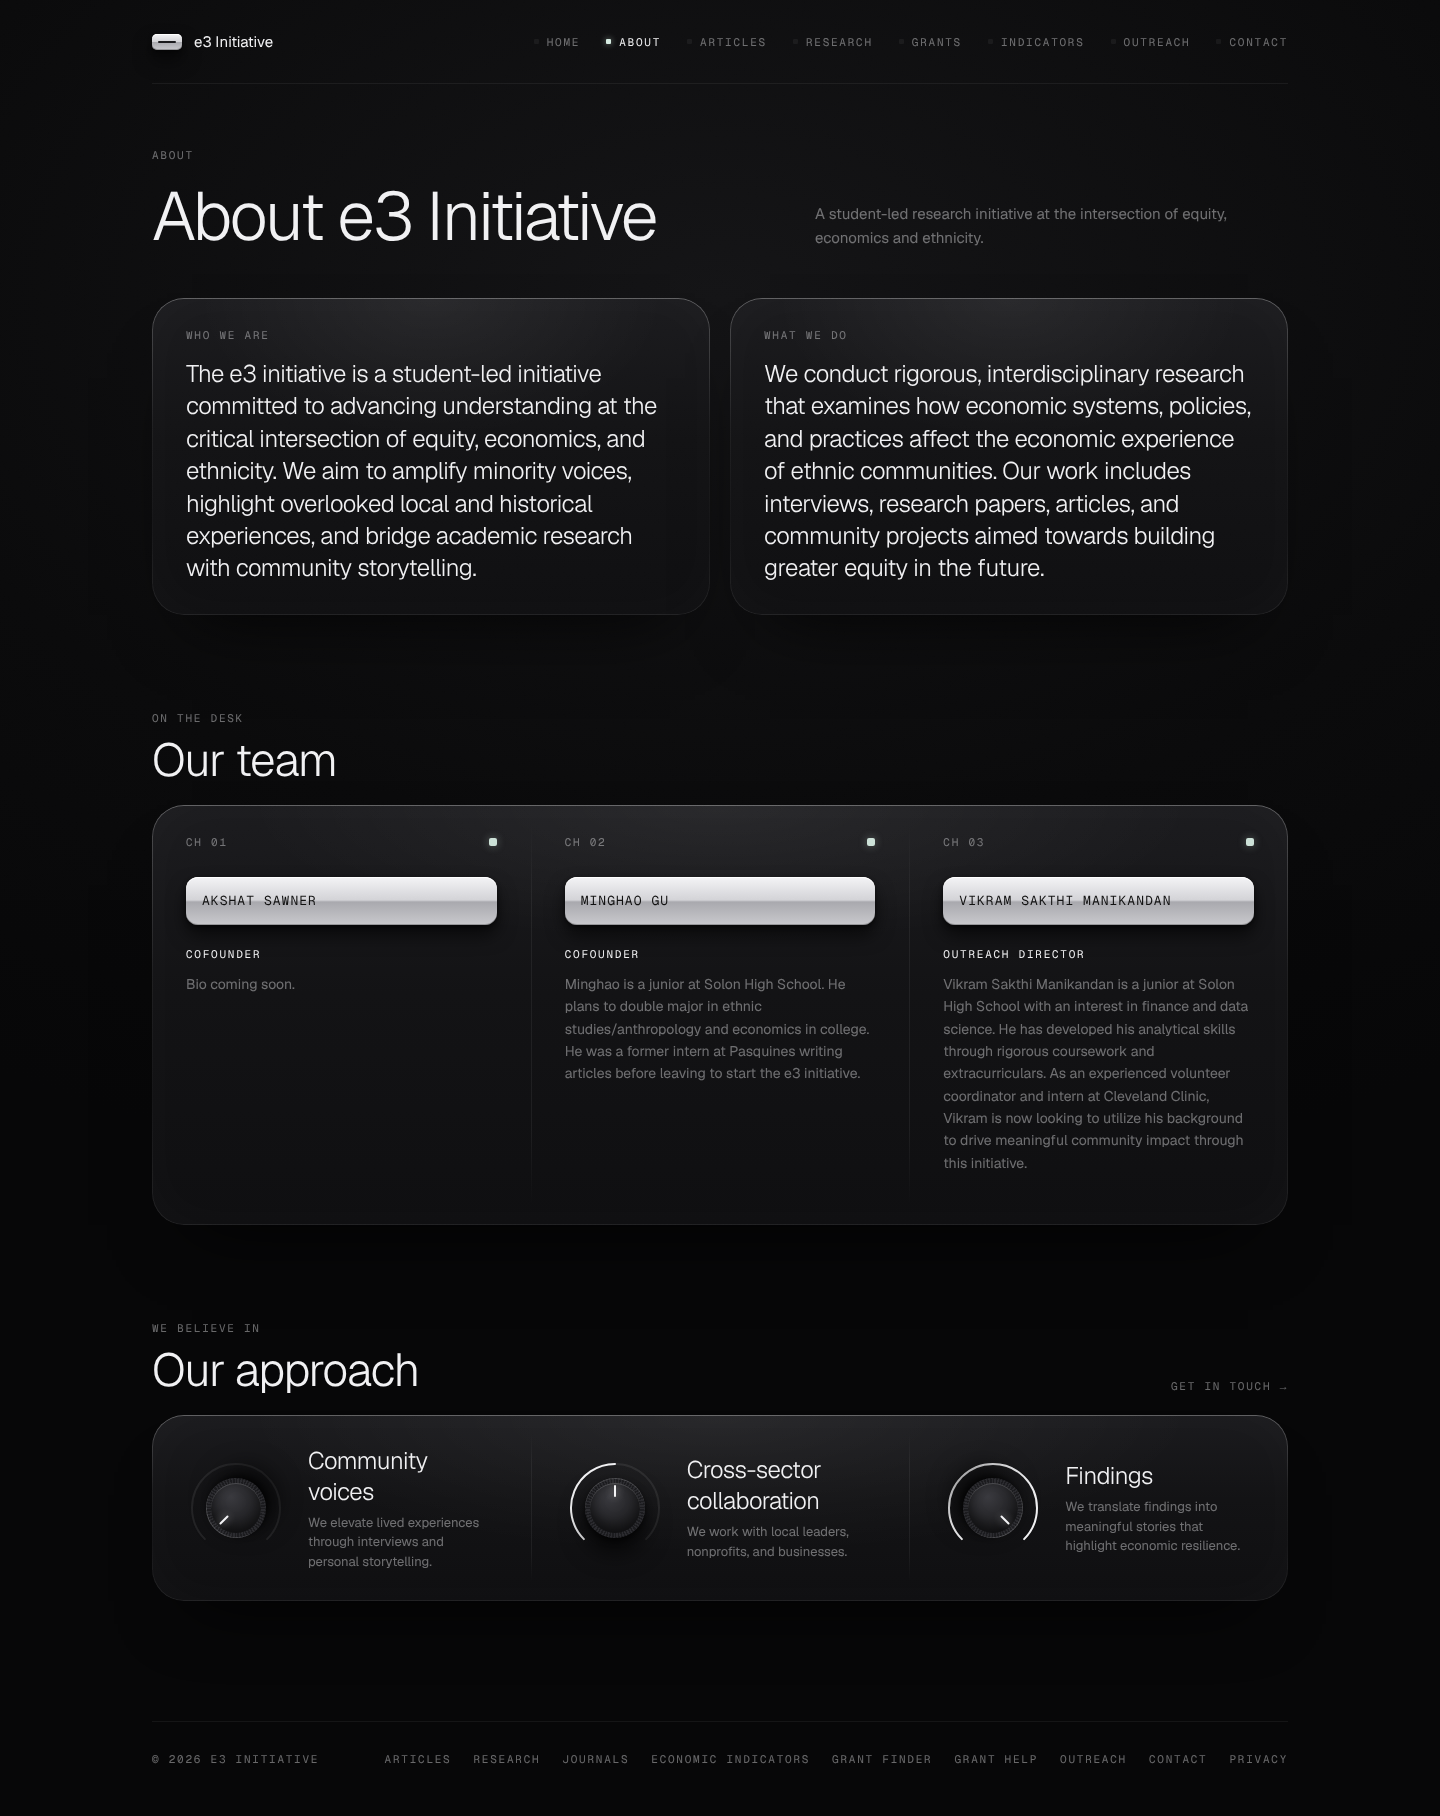 e3 Initiative
HOME ABOUT ARTICLES RESEARCH GRANTS INDICATORS OUTREACH CONTACT
ABOUT
About e3 Initiative
A student-led research initiative at the intersection of equity,
economics and ethnicity.
WHO WE ARE
The e3 initiative is a student-led initiative
committed to advancing understanding at the
critical intersection of equity, economics, and
ethnicity. We aim to amplify minority voices,
highlight overlooked local and historical
experiences, and bridge academic research
with community storytelling.
WHAT WE DO
We conduct rigorous, interdisciplinary research
that examines how economic systems, policies,
and practices affect the economic experience
of ethnic communities. Our work includes
interviews, research papers, articles, and
community projects aimed towards building
greater equity in the future.
ON THE DESK
Our team
CH 01
AKSHAT SAWNER
COFOUNDER
Bio coming soon.
CH 02
MINGHAO GU
COFOUNDER
Minghao is a junior at Solon High School. He
plans to double major in ethnic
studies/anthropology and economics in college.
He was a former intern at Pasquines writing
articles before leaving to start the e3 initiative.
CH 03
VIKRAM SAKTHI MANIKANDAN
OUTREACH DIRECTOR
Vikram Sakthi Manikandan is a junior at Solon
High School with an interest in finance and data
science. He has developed his analytical skills
through rigorous coursework and
extracurriculars. As an experienced volunteer
coordinator and intern at Cleveland Clinic,
Vikram is now looking to utilize his background
to drive meaningful community impact through
this initiative.
WE BELIEVE IN
Our approach
GET IN TOUCH →
Community
voices
We elevate lived experiences
through interviews and
personal storytelling.
Cross-sector
collaboration
We work with local leaders,
nonprofits, and businesses.
Findings
We translate findings into
meaningful stories that
highlight economic resilience.
© 2026 E3 INITIATIVE
ARTICLES RESEARCH JOURNALS ECONOMIC INDICATORS GRANT FINDER GRANT HELP OUTREACH CONTACT PRIVACY